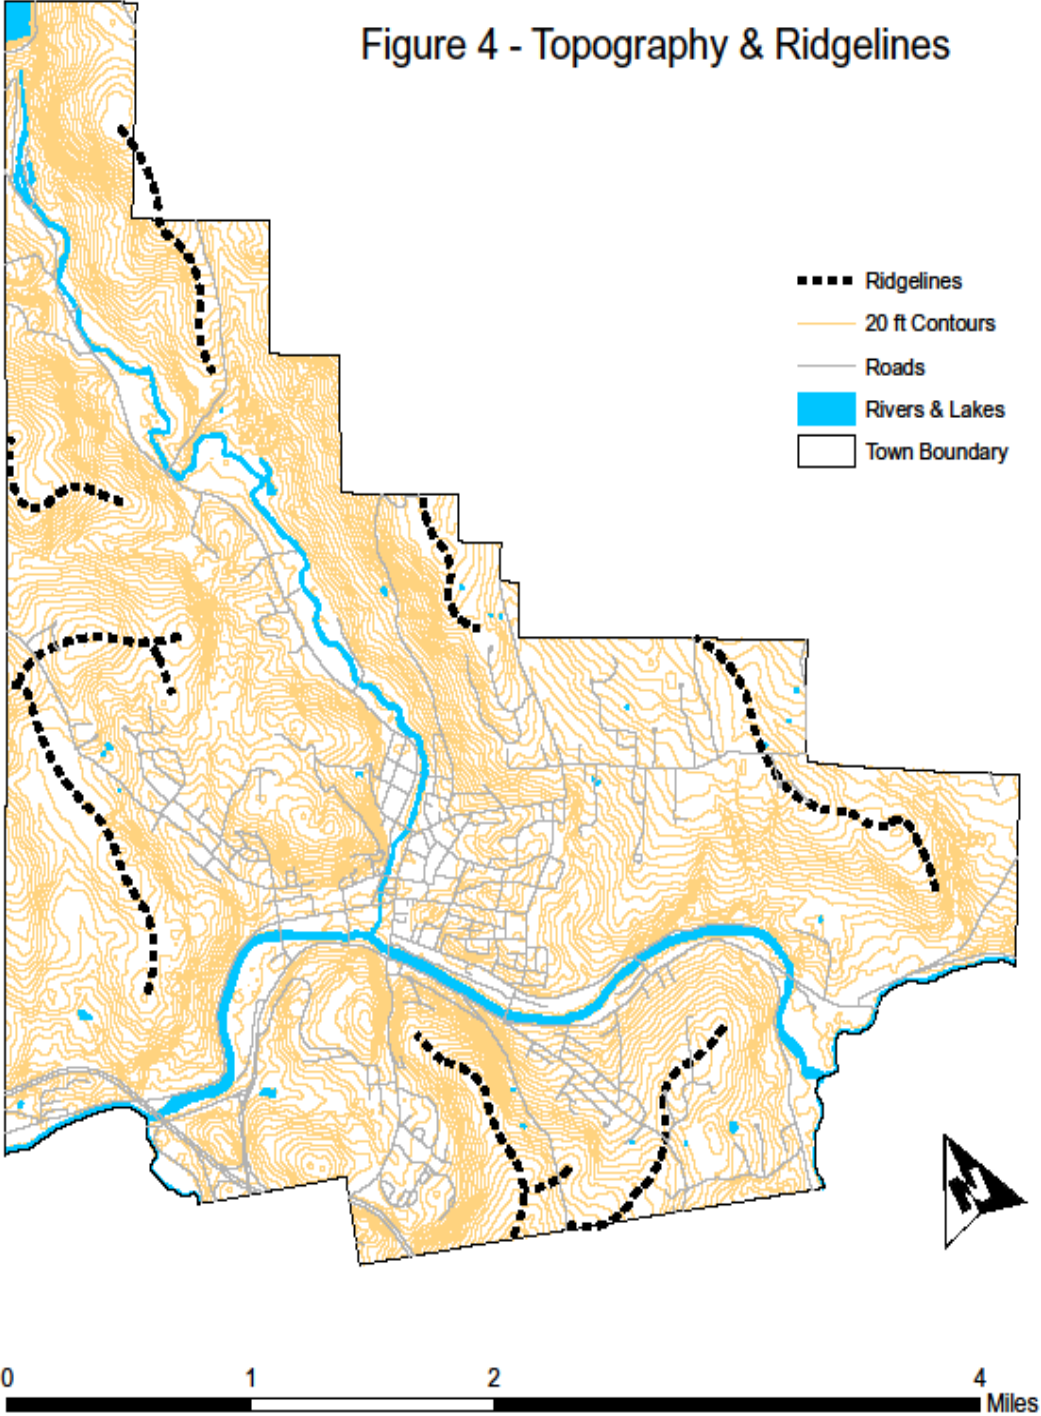 Figure 4 - Topography & Ridgelines
Ridgelines
20 ft Contours
Roads
Rivers & Lakes
Town Boundary
N
0 1 2 4
Miles